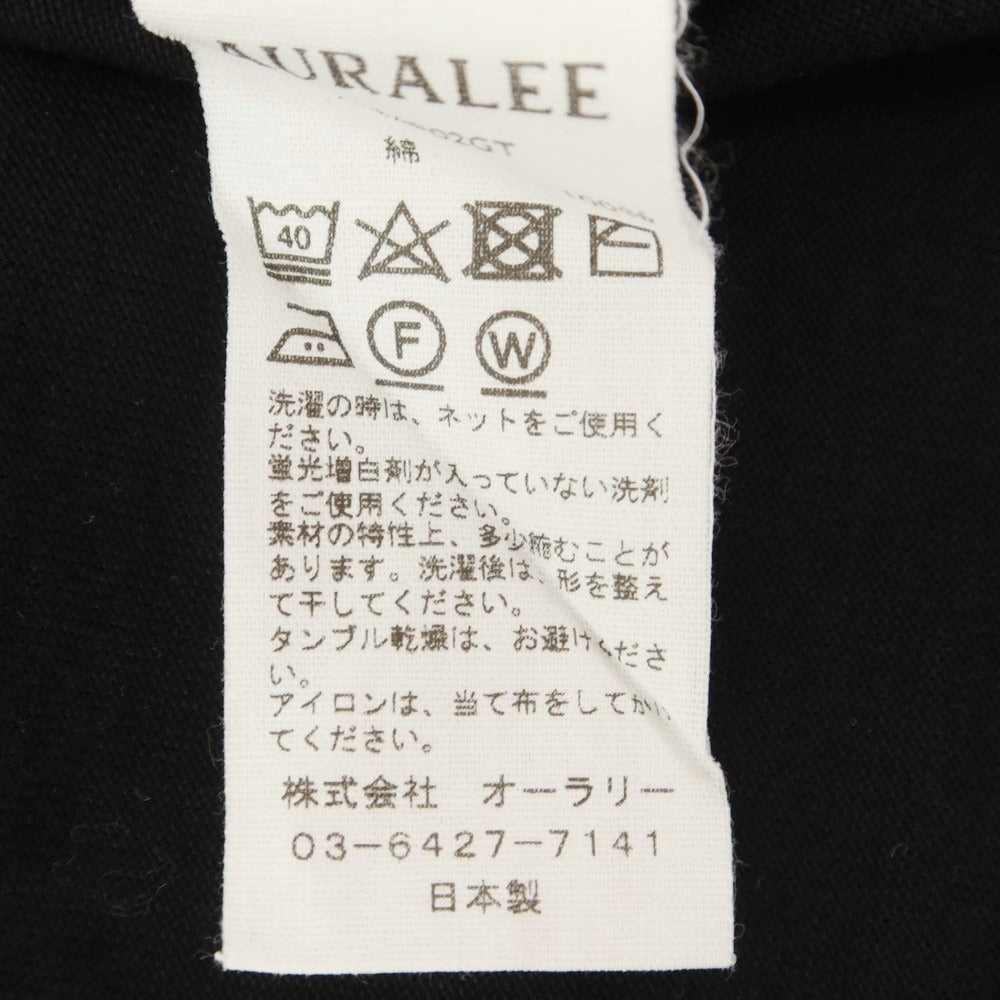 URALEE
02GT
綿
40
F W
洗濯の時は、ネットをご使用く
ださい。
蛍光増白剤が入っていない洗剤
をご使用ください。
素材の特性上、多少縮むことが
あります。洗濯後は、形を整え
て干してください。
タンブル乾燥は、お避けくださ
い。
アイロンは、当て布をしてかけ
てください。
株式会社 オーラリー
03-6427-7141
日本製